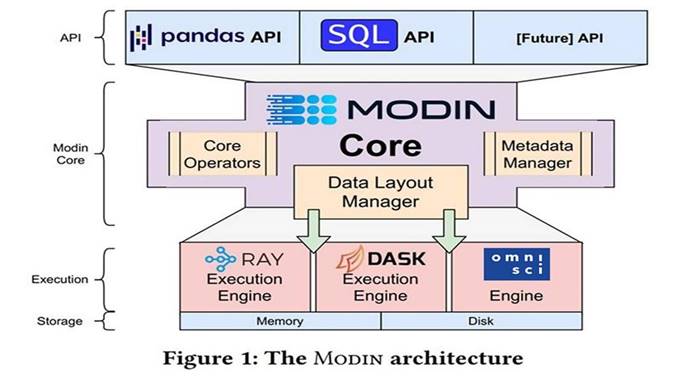 API
pandas API
SQL API
[Future] API
Modin
Core
MODIN
Core
Core
Operators
Metadata
Manager
Data Layout
Manager
Execution
RAY
Execution
Engine
DASK
Execution
Engine
omni
sci
Engine
Storage
Memory
Disk
Figure 1: The MODIN architecture